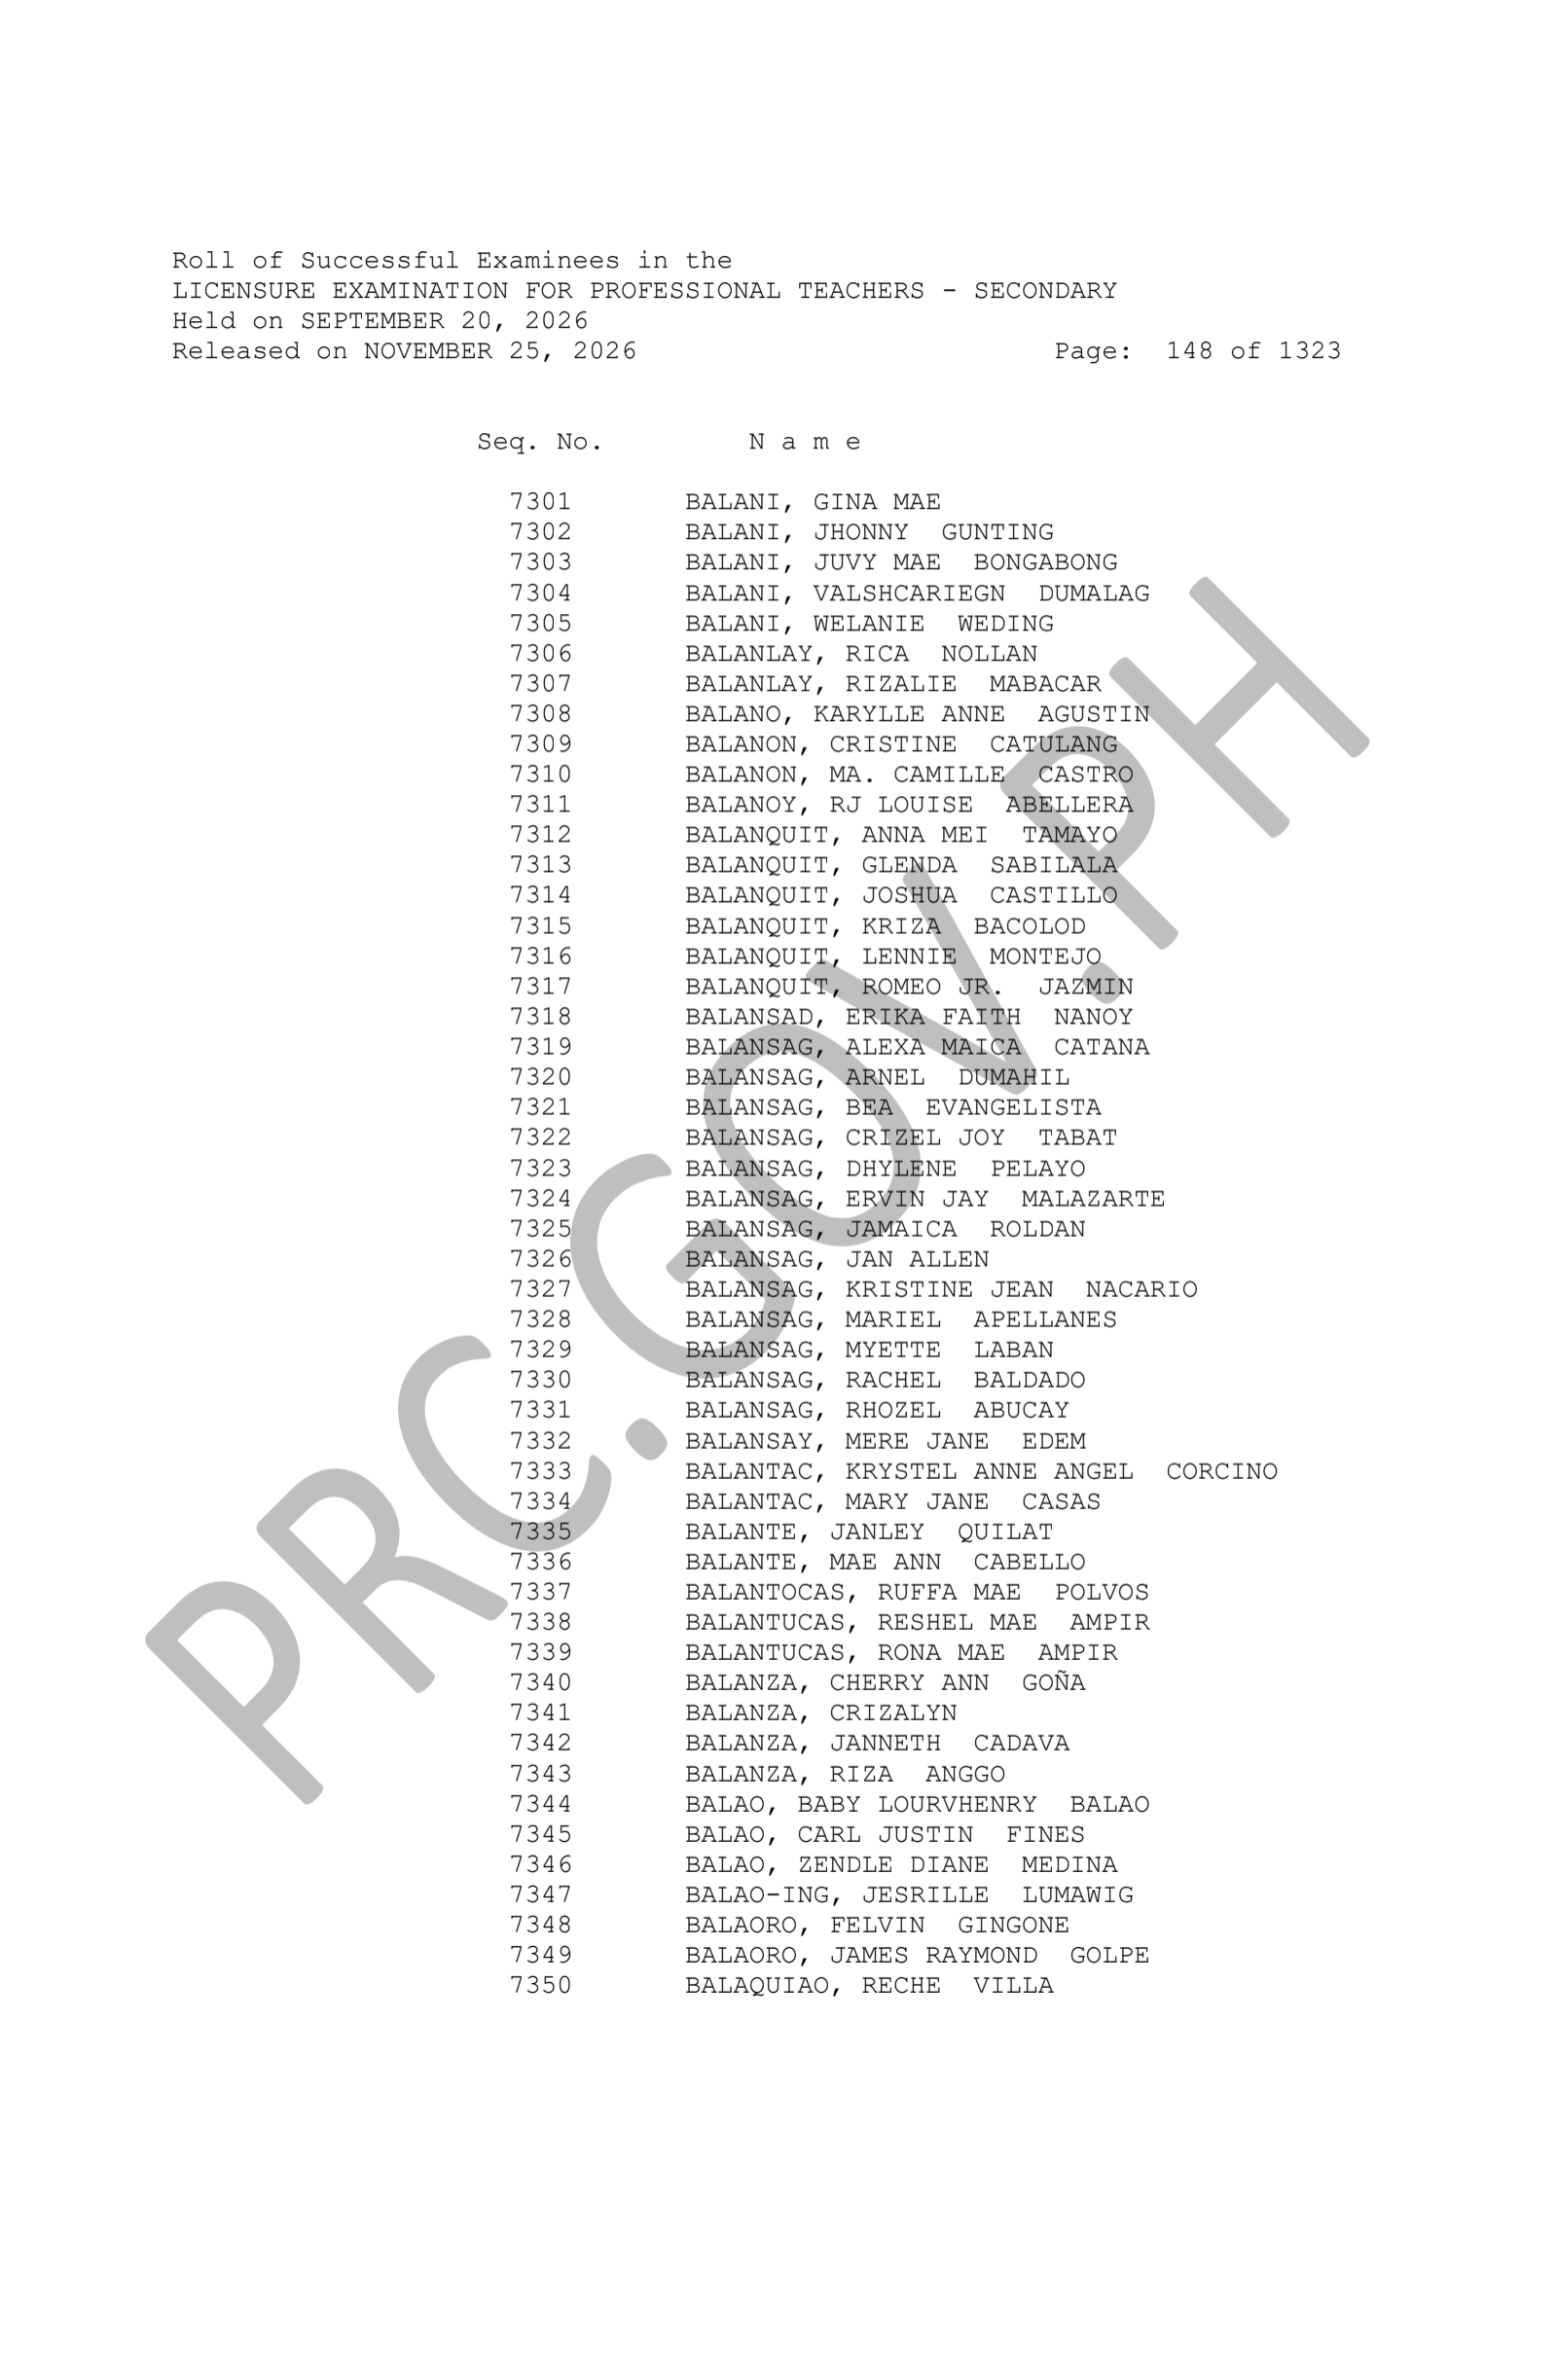 Roll of Successful Examinees in the
LICENSURE EXAMINATION FOR PROFESSIONAL TEACHERS - SECONDARY
Held on SEPTEMBER 20, 2026
Released on NOVEMBER 25, 2026 Page: 148 of 1323
Seq. No. N a m e
7301 BALANI, GINA MAE
7302 BALANI, JHONNY GUNTING
7303 BALANI, JUVY MAE BONGABONG
7304 BALANI, VALSHCARIEGN DUMALAG
7305 BALANI, WELANIE WEDING
7306 BALANLAY, RICA NOLLAN
7307 BALANLAY, RIZALIE MABACAR
7308 BALANO, KARYLLE ANNE AGUSTIN
7309 BALANON, CRISTINE CATULANG
7310 BALANON, MA. CAMILLE CASTRO
7311 BALANOY, RJ LOUISE ABELLERA
7312 BALANQUIT, ANNA MEI TAMAYO
7313 BALANQUIT, GLENDA SABILALA
7314 BALANQUIT, JOSHUA CASTILLO
7315 BALANQUIT, KRIZA BACOLOD
7316 BALANQUIT, LENNIE MONTEJO
7317 BALANQUIT, ROMEO JR. JAZMIN
7318 BALANSAD, ERIKA FAITH NANOY
7319 BALANSAG, ALEXA MAICA CATANA
7320 BALANSAG, ARNEL DUMAHIL
7321 BALANSAG, BEA EVANGELISTA
7322 BALANSAG, CRIZEL JOY TABAT
7323 BALANSAG, DHYLENE PELAYO
7324 BALANSAG, ERVIN JAY MALAZARTE
7325 BALANSAG, JAMAICA ROLDAN
7326 BALANSAG, JAN ALLEN
7327 BALANSAG, KRISTINE JEAN NACARIO
7328 BALANSAG, MARIEL APELLANES
7329 BALANSAG, MYETTE LABAN
7330 BALANSAG, RACHEL BALDADO
7331 BALANSAG, RHOZEL ABUCAY
7332 BALANSAY, MERE JANE EDEM
7333 BALANTAC, KRYSTEL ANNE ANGEL CORCINO
7334 BALANTAC, MARY JANE CASAS
7335 BALANTE, JANLEY QUILAT
7336 BALANTE, MAE ANN CABELLO
7337 BALANTOCAS, RUFFA MAE POLVOS
7338 BALANTUCAS, RESHEL MAE AMPIR
7339 BALANTUCAS, RONA MAE AMPIR
7340 BALANZA, CHERRY ANN GOÑA
7341 BALANZA, CRIZALYN
7342 BALANZA, JANNETH CADAVA
7343 BALANZA, RIZA ANGGO
7344 BALAO, BABY LOURVHENRY BALAO
7345 BALAO, CARL JUSTIN FINES
7346 BALAO, ZENDLE DIANE MEDINA
7347 BALAO-ING, JESRILLE LUMAWIG
7348 BALAORO, FELVIN GINGONE
7349 BALAORO, JAMES RAYMOND GOLPE
7350 BALAQUIAO, RECHE VILLA
PRC.GOV.PH